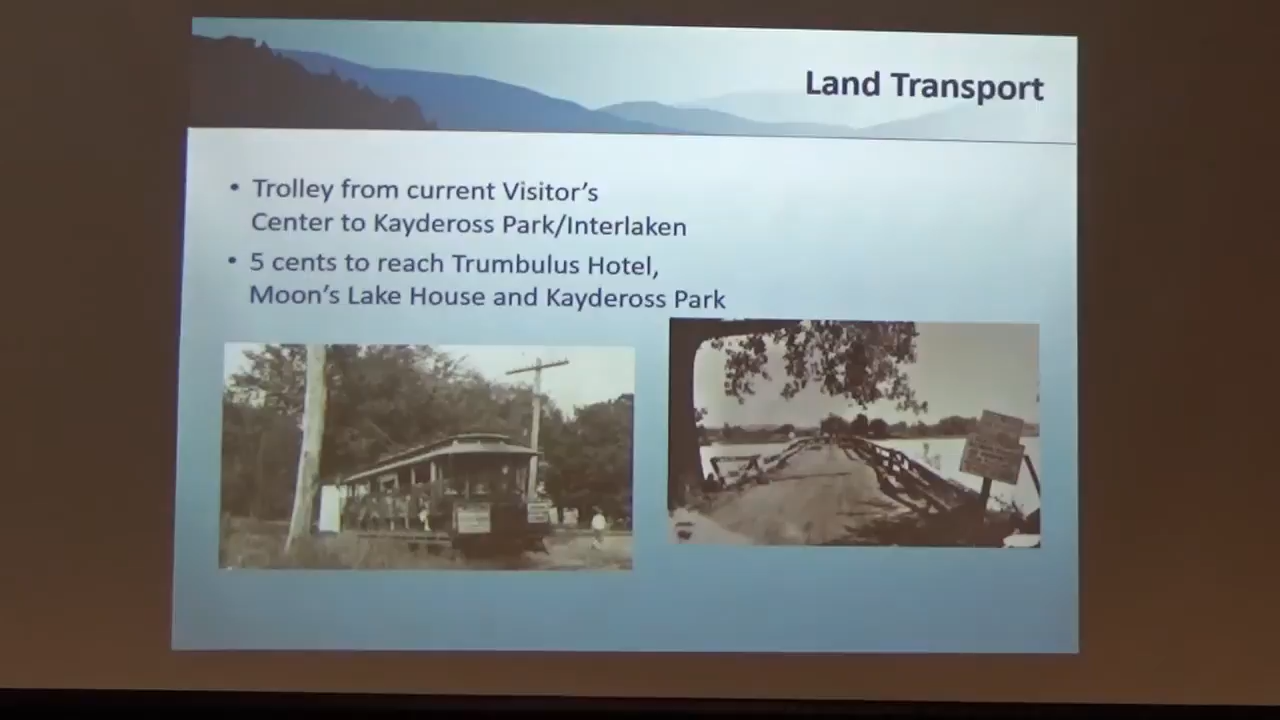 Land Transport
• Trolley from current Visitor's
Center to Kaydeross Park/Interlaken
• 5 cents to reach Trumbulus Hotel,
Moon's Lake House and Kaydeross Park